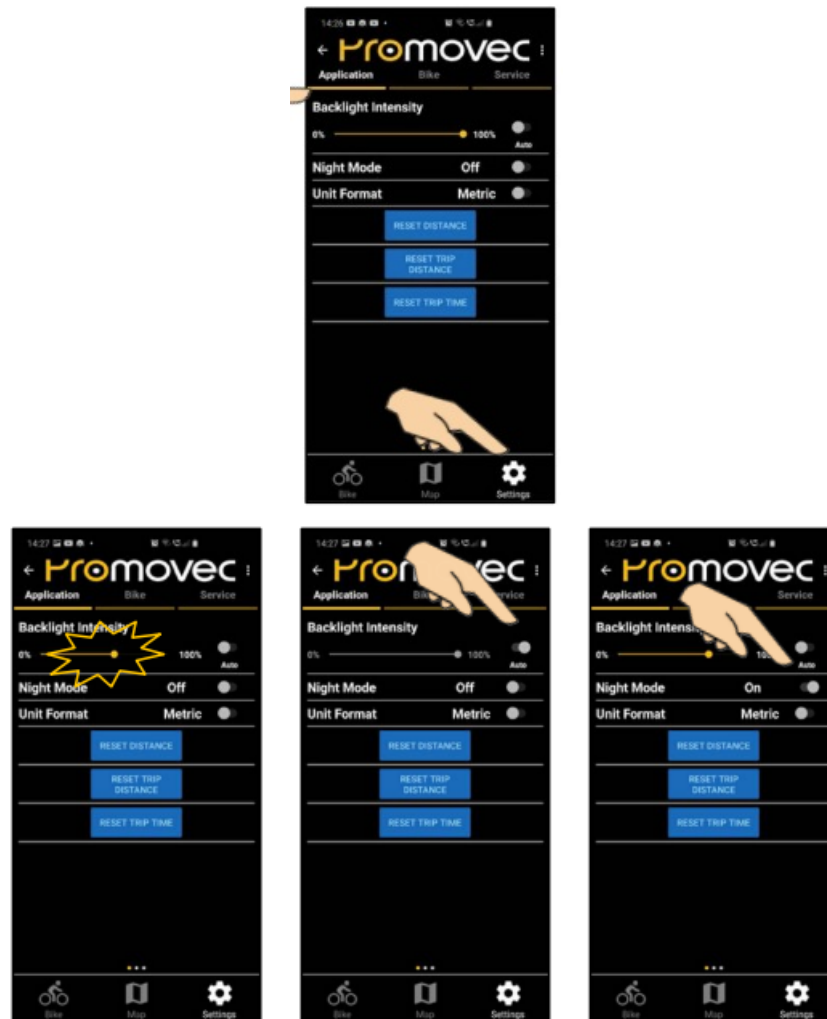 14:26
Promovec
Application Bike Service
Backlight Intensity
0% 100%
Auto
Night Mode Off
Unit Format Metric
RESET DISTANCE
RESET TRIP
DISTANCE
RESET TRIP TIME
Bike Map Settings
14:27
Promovec
Application Bike Service
Backlight Intensity
0% 100%
Auto
Night Mode Off
Unit Format Metric
RESET DISTANCE
RESET TRIP
DISTANCE
RESET TRIP TIME
Bike Map Settings
14:27
Application
Backlight Intensity
0% 100%
Auto
Night Mode Off
Unit Format Metric
RESET DISTANCE
RESET TRIP
DISTANCE
RESET TRIP TIME
Bike Map Settings
14:27
Promovec
Application Service
Backlight
0%
Auto
Night Mode On
Unit Format Metric
RESET DISTANCE
RESET TRIP
DISTANCE
RESET TRIP TIME
Bike Map Settings